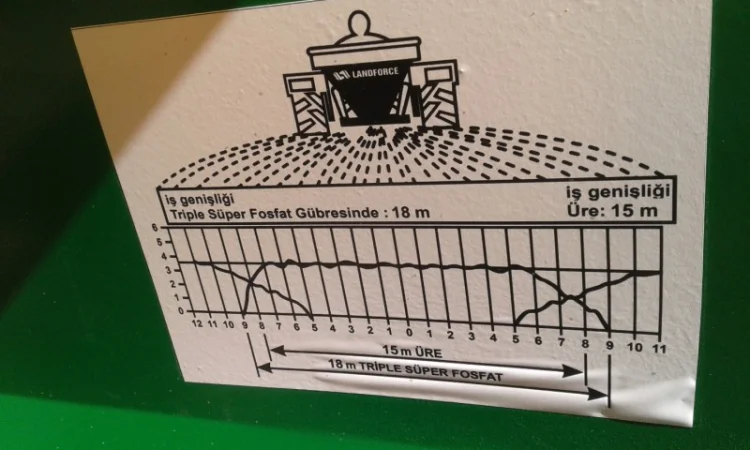 LANDFORCE
iş genişliği
Triple Süper Fosfat Gübresinde : 18 m
iş genişliği
Üre: 15 m
6
5
4
3
2
1
0
12 11 10 9 8 7 6 5 4 3 2 1 0 1 2 3 4 5 6 7 8 9 10 11
15 m ÜRE
18 m TRİPLE SÜPER FOSFAT